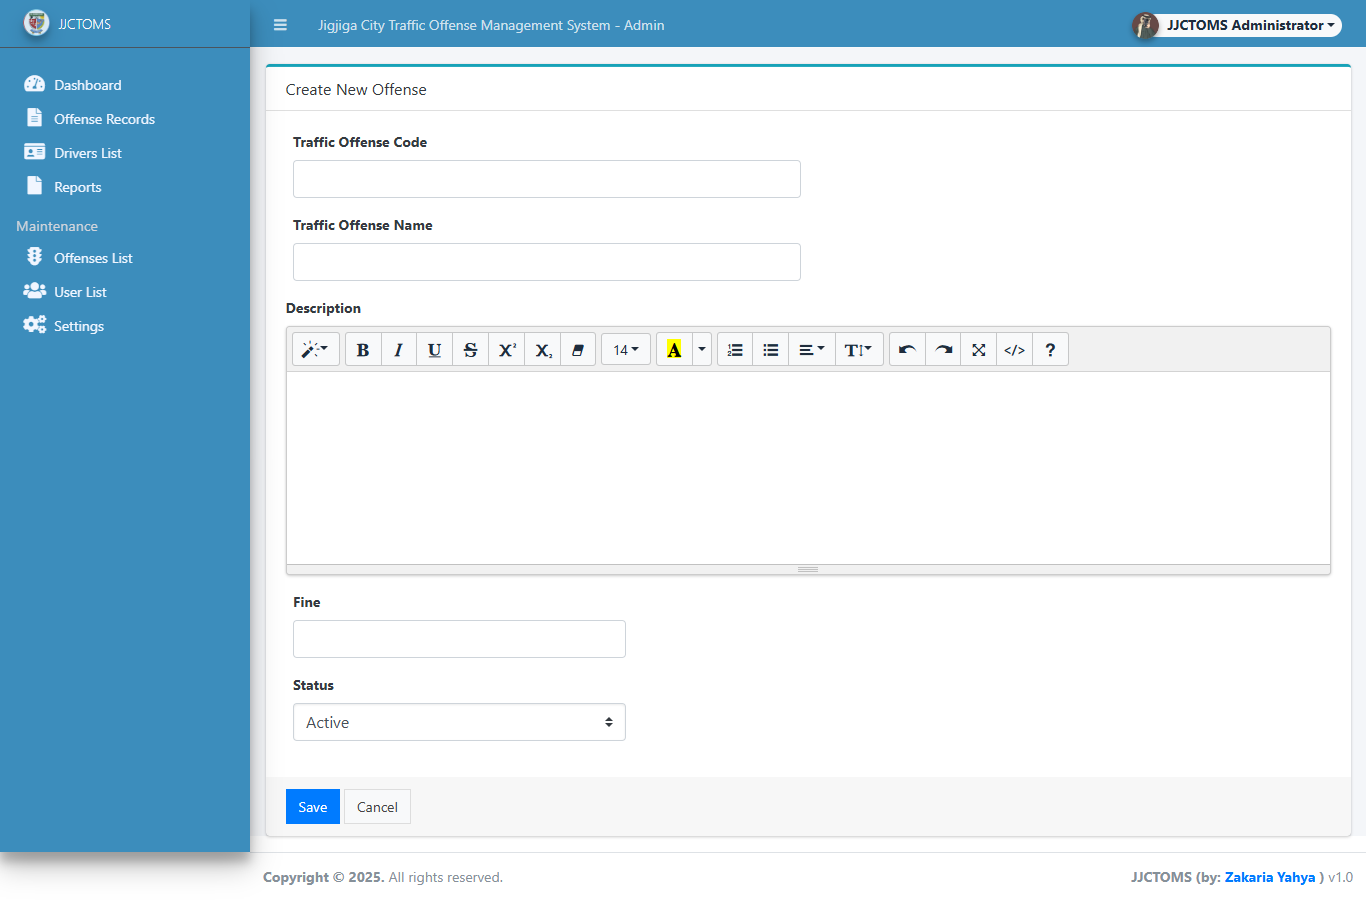 JJCTOMS
Jigjiga City Traffic Offense Management System - Admin
JJCTOMS Administrator
Dashboard
Offense Records
Drivers List
Reports
Maintenance
Offenses List
User List
Settings
Create New Offense
Traffic Offense Code
Traffic Offense Name
Description
B I U S X² X₂ 14 A T </> ?
Fine
Status
Active
Save Cancel
Copyright © 2025. All rights reserved.
JJCTOMS (by: Zakaria Yahya ) v1.0